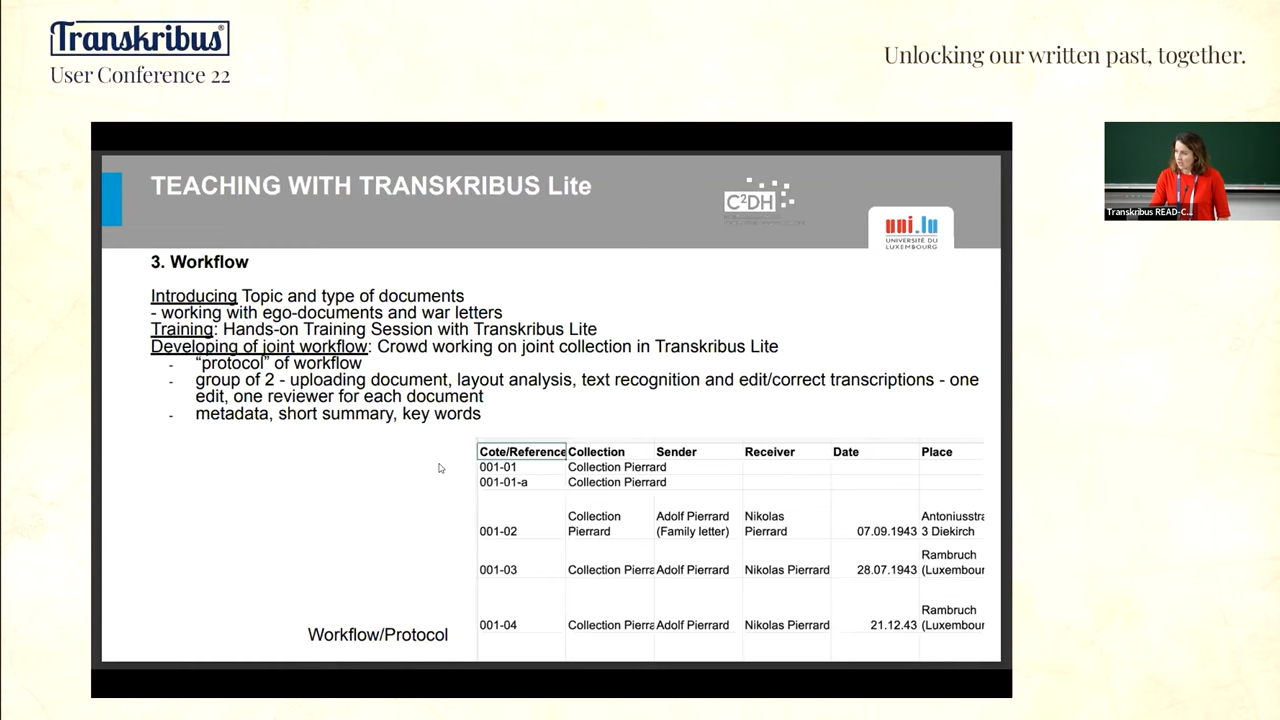 Transkribus®
User Conference 22
Unlocking our written past, together.
TEACHING WITH TRANSKRIBUS Lite
C²DH
uni.lu
UNIVERSITÉ DU
LUXEMBOURG
Transkribus READ-C...
3. Workflow
Introducing Topic and type of documents
- working with ego-documents and war letters
Training: Hands-on Training Session with Transkribus Lite
Developing of joint workflow: Crowd working on joint collection in Transkribus Lite
- "protocol" of workflow
- group of 2 - uploading document, layout analysis, text recognition and edit/correct transcriptions - one
edit, one reviewer for each document
- metadata, short summary, key words
Cote/Reference Collection Sender Receiver Date Place
001-01 Collection Pierrard
001-01-a Collection Pierrard
Collection Adolf Pierrard Nikolas Antoniusstra
001-02 Pierrard (Family letter) Pierrard 07.09.1943 3 Diekirch
Rambruch
001-03 Collection Pierra Adolf Pierrard Nikolas Pierrard 28.07.1943 (Luxembour
Rambruch
001-04 Collection Pierra Adolf Pierrard Nikolas Pierrard 21.12.43 (Luxembour
Workflow/Protocol